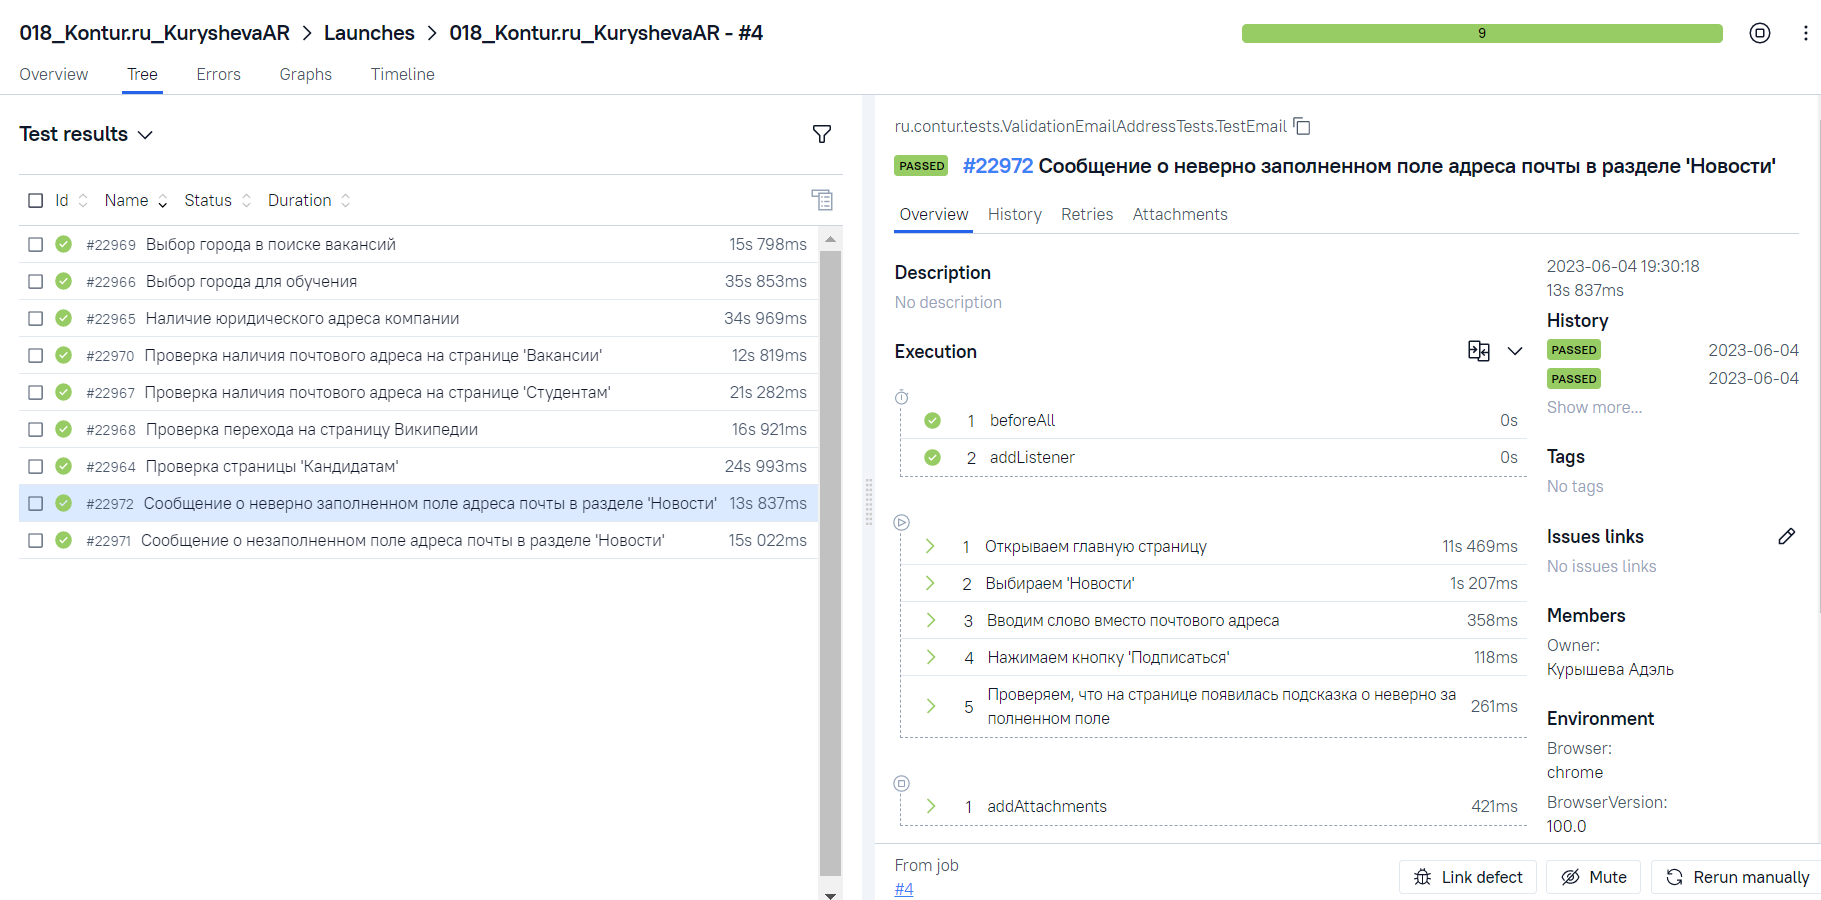 018_Kontur.ru_KuryshevaAR > Launches > 018_Kontur.ru_KuryshevaAR - #4
9
Overview Tree Errors Graphs Timeline
Test results
Id Name Status Duration
#22969 Выбор города в поиске вакансий 15s 798ms
#22966 Выбор города для обучения 35s 853ms
#22965 Наличие юридического адреса компании 34s 969ms
#22970 Проверка наличия почтового адреса на странице 'Вакансии' 12s 819ms
#22967 Проверка наличия почтового адреса на странице 'Студентам' 21s 282ms
#22968 Проверка перехода на страницу Википедии 16s 921ms
#22964 Проверка страницы 'Кандидатам' 24s 993ms
#22972 Сообщение о неверно заполненном поле адреса почты в разделе 'Новости' 13s 837ms
#22971 Сообщение о незаполненном поле адреса почты в разделе 'Новости' 15s 022ms
ru.contur.tests.ValidationEmailAddressTests.TestEmail
PASSED #22972 Сообщение о неверно заполненном поле адреса почты в разделе 'Новости'
Overview History Retries Attachments
Description
No description
Execution
1 beforeAll 0s
2 addListener 0s
1 Открываем главную страницу 11s 469ms
2 Выбираем 'Новости' 1s 207ms
3 Вводим слово вместо почтового адреса 358ms
4 Нажимаем кнопку 'Подписаться' 118ms
5 Проверяем, что на странице появилась подсказка о неверно за
полненном поле 261ms
1 addAttachments 421ms
2023-06-04 19:30:18
13s 837ms
History
PASSED 2023-06-04
PASSED 2023-06-04
Show more...
Tags
No tags
Issues links
No issues links
Members
Owner:
Курышева Адэль
Environment
Browser:
chrome
BrowserVersion:
100.0
From job
#4
Link defect Mute Rerun manually